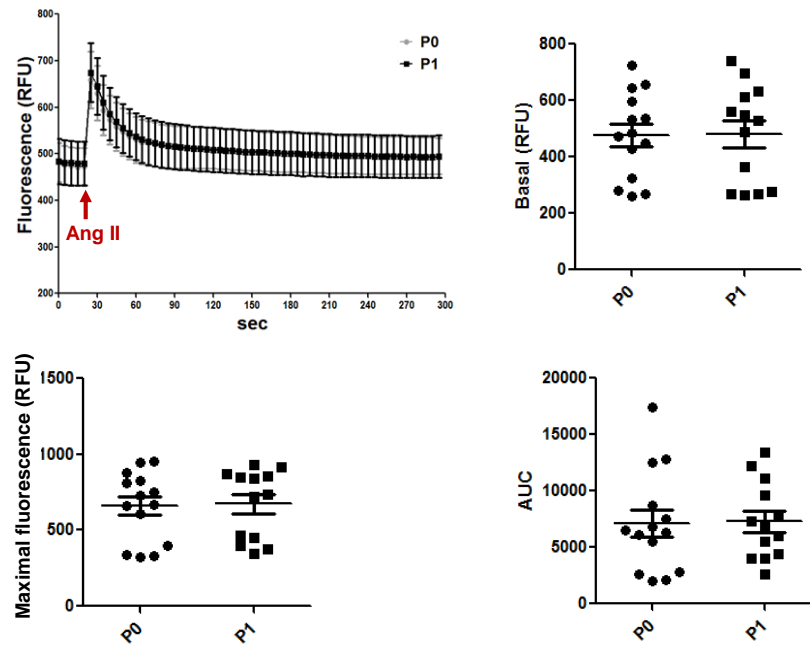 Fluorescence (RFU)
800
700
600
500
400
300
200
0 30 60 90 120 150 180 210 240 270 300
sec
P0
P1
Ang II
Basal (RFU)
800
600
400
200
0
P0 P1
Maximal fluorescence (RFU)
1500
1000
500
0
P0 P1
AUC
20000
15000
10000
5000
0
P0 P1